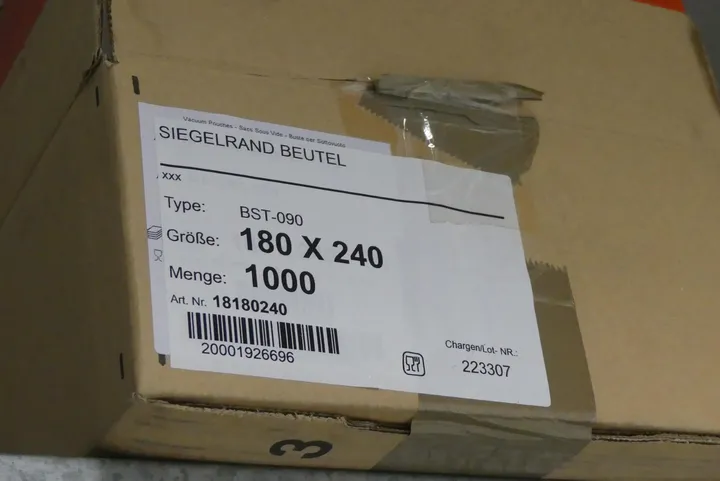 Vacuum Pouches - Sacs Sous Vide - Buste per Sottovuoto
SIEGELRAND BEUTEL
xxx
Type: BST-090
Größe: 180 X 240
Menge: 1000
Art. Nr. 18180240
20001926696
Chargen/Lot- NR.:
223307
3